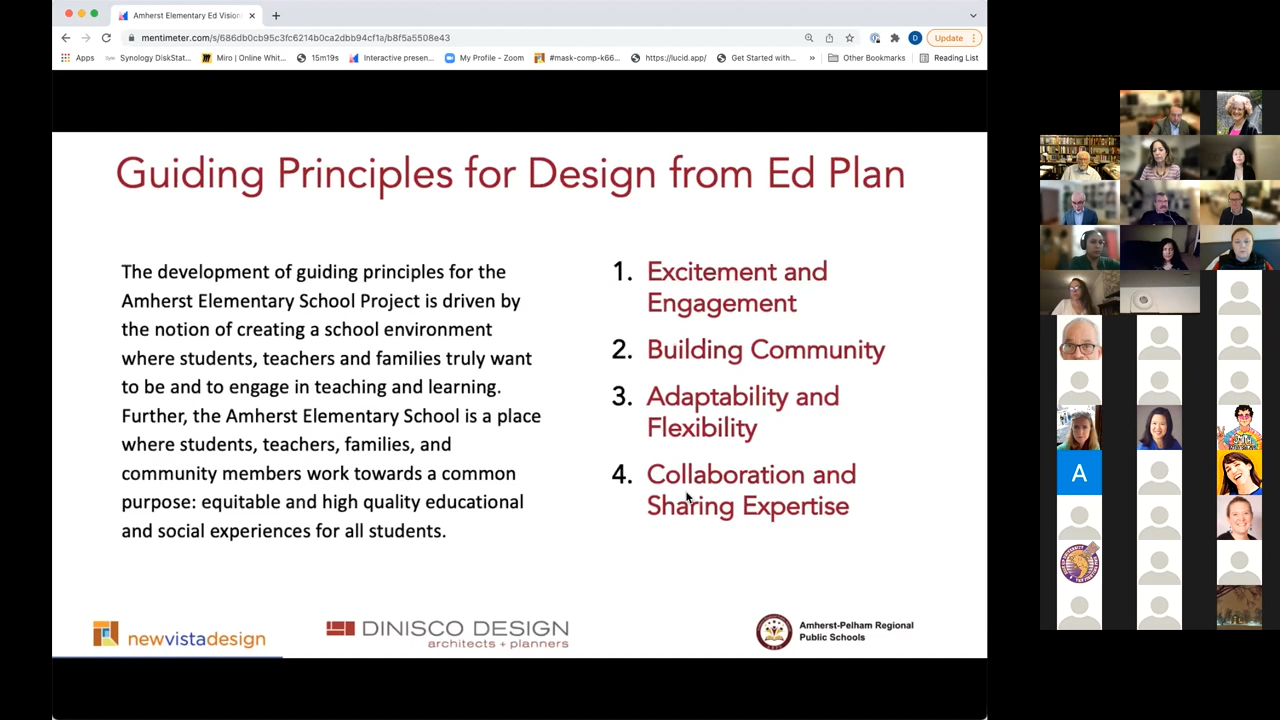 Amherst Elementary Ed Vision
mentimeter.com/s/686db0cb95c3fc6214b0ca2dbb94cf1a/b8f5a5508e43
D
Update
Apps
Synology DiskStat...
Miro | Online Whit...
15m19s
Interactive presen...
My Profile - Zoom
#mask-comp-k66...
https://lucid.app/
Get Started with...
»
Other Bookmarks
Reading List
Guiding Principles for Design from Ed Plan
The development of guiding principles for the
Amherst Elementary School Project is driven by
the notion of creating a school environment
where students, teachers and families truly want
to be and to engage in teaching and learning.
Further, the Amherst Elementary School is a place
where students, teachers, families, and
community members work towards a common
purpose: equitable and high quality educational
and social experiences for all students.
1. Excitement and
Engagement
2. Building Community
3. Adaptability and
Flexibility
4. Collaboration and
Sharing Expertise
newvistadesign
DINISCO DESIGN
architects + planners
Amherst-Pelham Regional
Public Schools
A